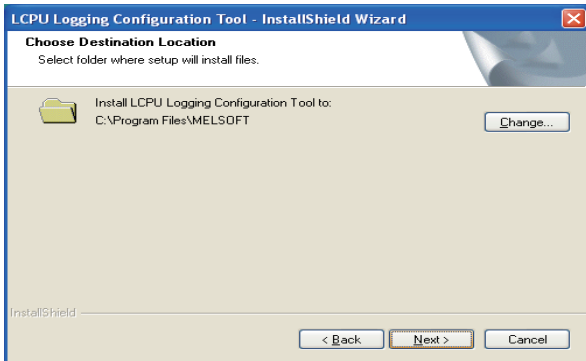 LCPU Logging Configuration Tool - InstallShield Wizard
Choose Destination Location
Select folder where setup will install files.
Install LCPU Logging Configuration Tool to:
C:\Program Files\MELSOFT
Change...
InstallShield
< Back
Next >
Cancel